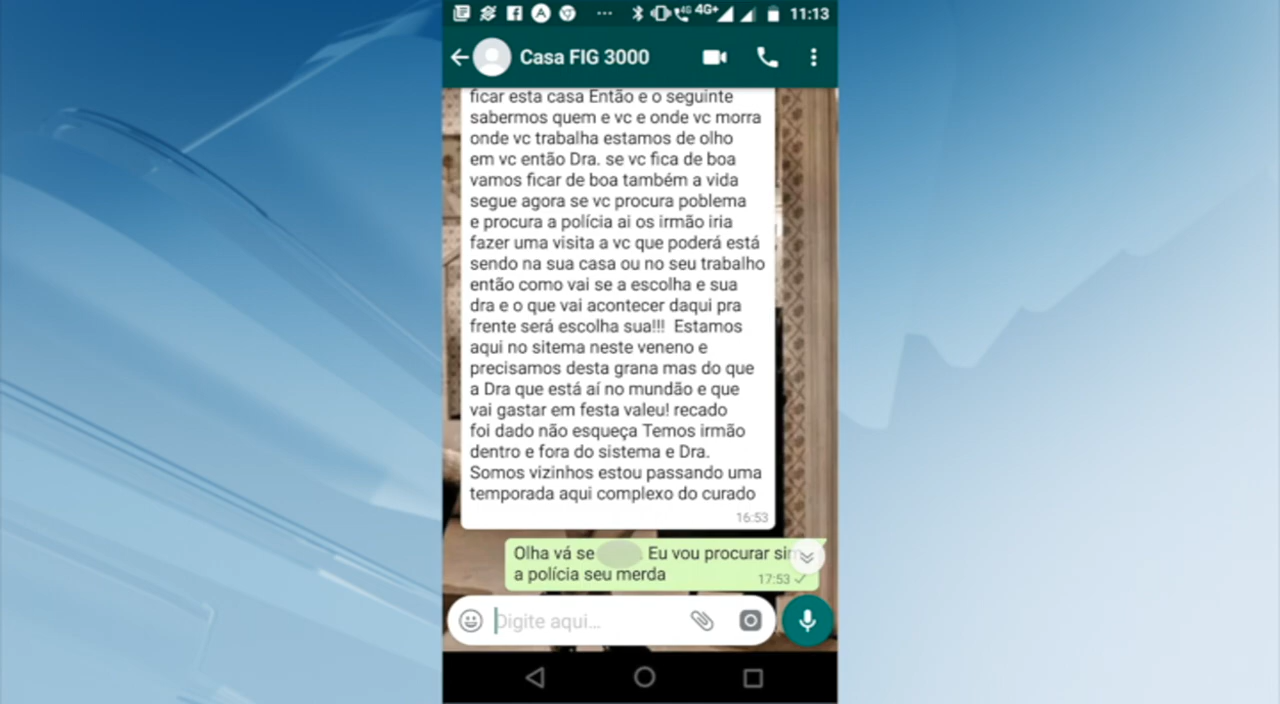 11:13
Casa FIG 3000
ficar esta casa Então e o seguinte
sabermos quem e vc e onde vc morra
onde vc trabalha estamos de olho
em vc então Dra. se vc fica de boa
vamos ficar de boa também a vida
segue agora se vc procura poblema
e procura a polícia ai os irmão iria
fazer uma visita a vc que poderá está
sendo na sua casa ou no seu trabalho
então como vai se a escolha e sua
dra e o que vai acontecer daqui pra
frente será escolha sua!!! Estamos
aqui no sitema neste veneno e
precisamos desta grana mas do que
a Dra que está aí no mundão e que
vai gastar em festa valeu! recado
foi dado não esqueça Temos irmão
dentro e fora do sistema e Dra.
Somos vizinhos estou passando uma
temporada aqui complexo do curado
16:53
Olha vá se Eu vou procurar sim
a polícia seu merda
17:53
Digite aqui...